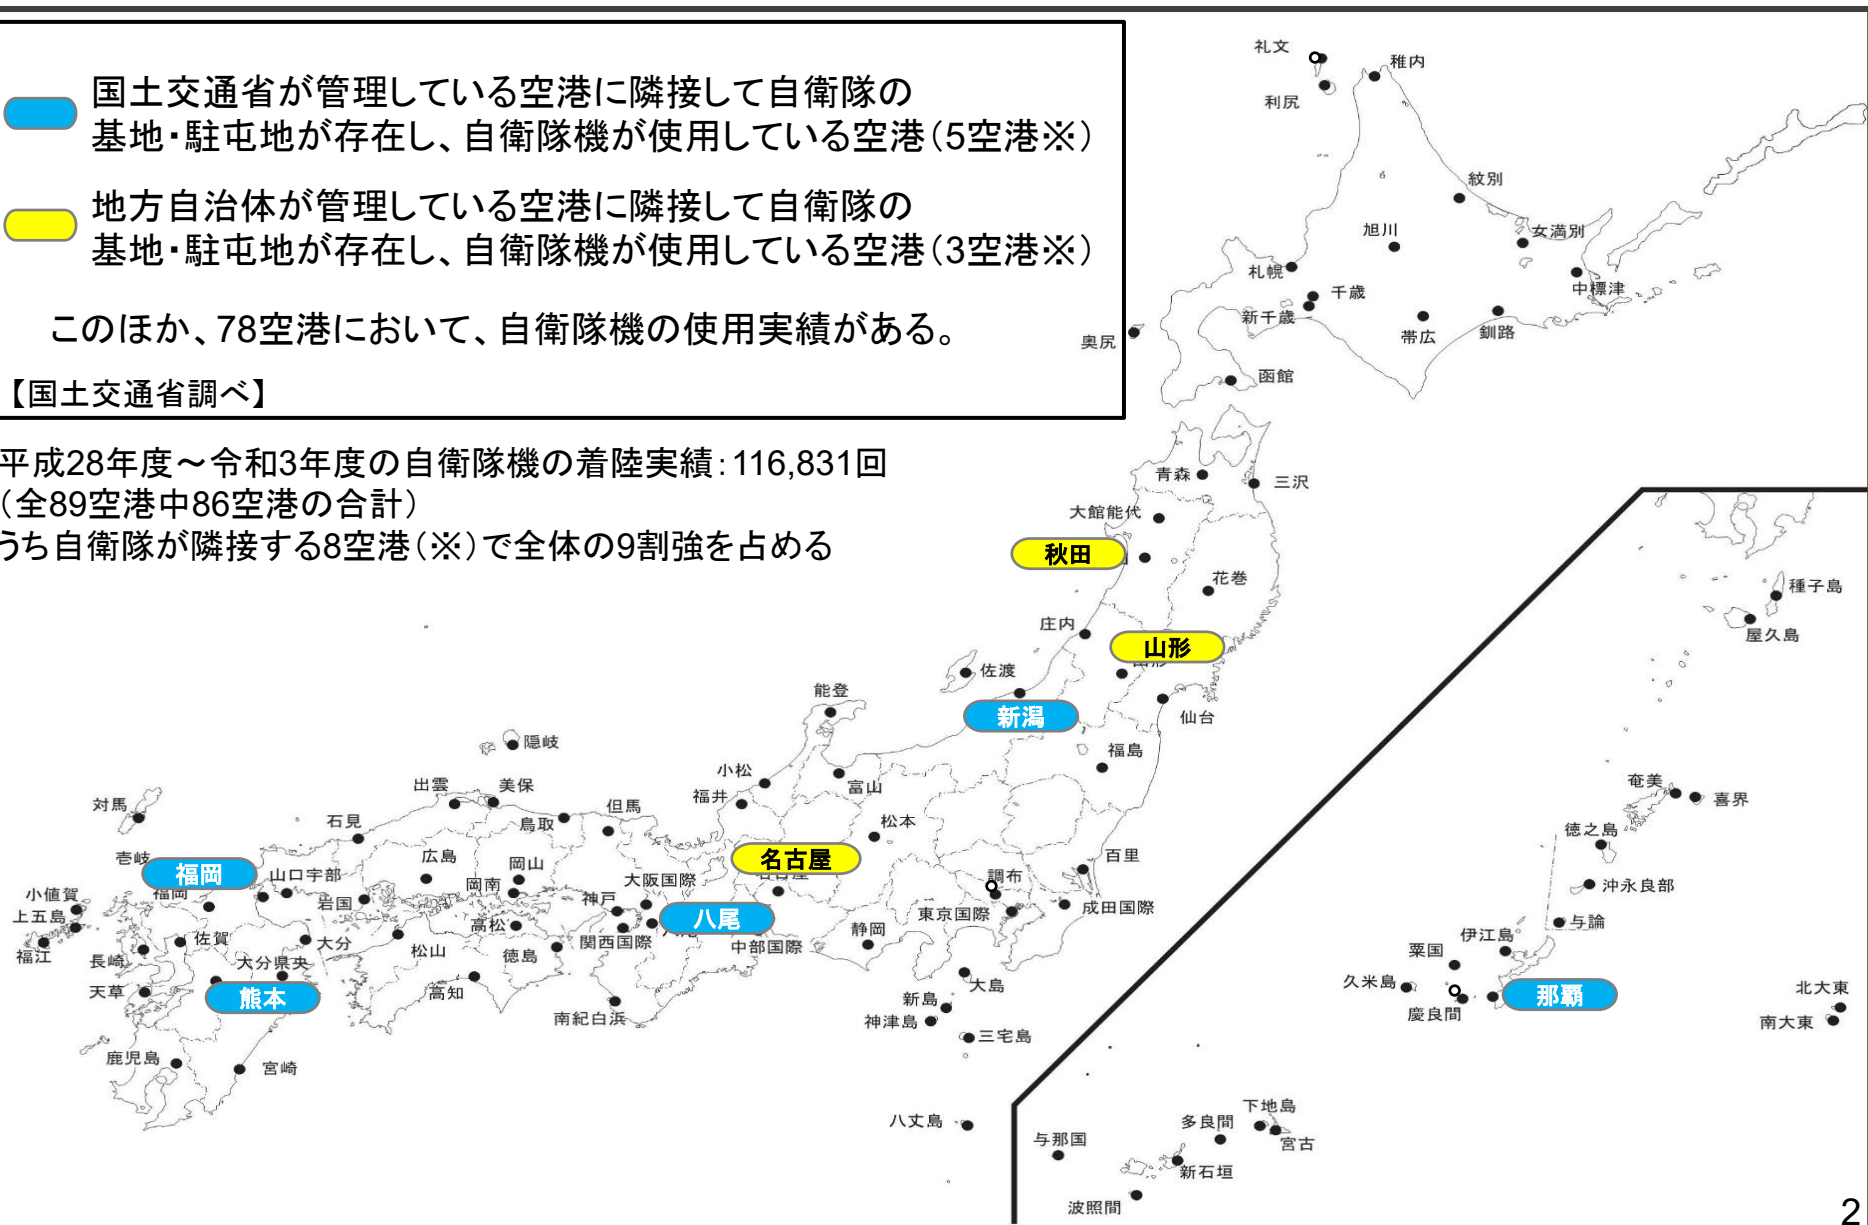 国土交通省が管理している空港に隣接して自衛隊の
基地・駐屯地が存在し、自衛隊機が使用している空港（5空港※）
地方自治体が管理している空港に隣接して自衛隊の
基地・駐屯地が存在し、自衛隊機が使用している空港（3空港※）
このほか、78空港において、自衛隊機の使用実績がある。
【国土交通省調べ】
平成28年度～令和3年度の自衛隊機の着陸実績：116,831回
（全89空港中86空港の合計）
うち自衛隊が隣接する8空港（※）で全体の9割強を占める
礼文
稚内
利尻
紋別
旭川
女満別
札幌
中標津
千歳
新千歳
帯広
釧路
奥尻
函館
青森
三沢
大館能代
秋田
花巻
庄内
山形
佐渡
新潟
仙台
福島
能登
小松
富山
福井
松本
隠岐
出雲
美保
鳥取
但馬
石見
対馬
壱岐
福岡
福岡
山口宇部
広島
岡山
岡南
岩国
大阪国際
神戸
名古屋
八尾
調布
百里
東京国際
成田国際
小値賀
上五島
福江
佐賀
長崎
大分
大分県央
天草
熊本
松山
高松
徳島
高知
関西国際
中部国際
静岡
南紀白浜
大島
新島
神津島
三宅島
鹿児島
宮崎
八丈島
種子島
屋久島
奄美
喜界
徳之島
沖永良部
与論
伊江島
粟国
久米島
慶良間
那覇
北大東
南大東
下地島
多良間
宮古
与那国
新石垣
波照間
2